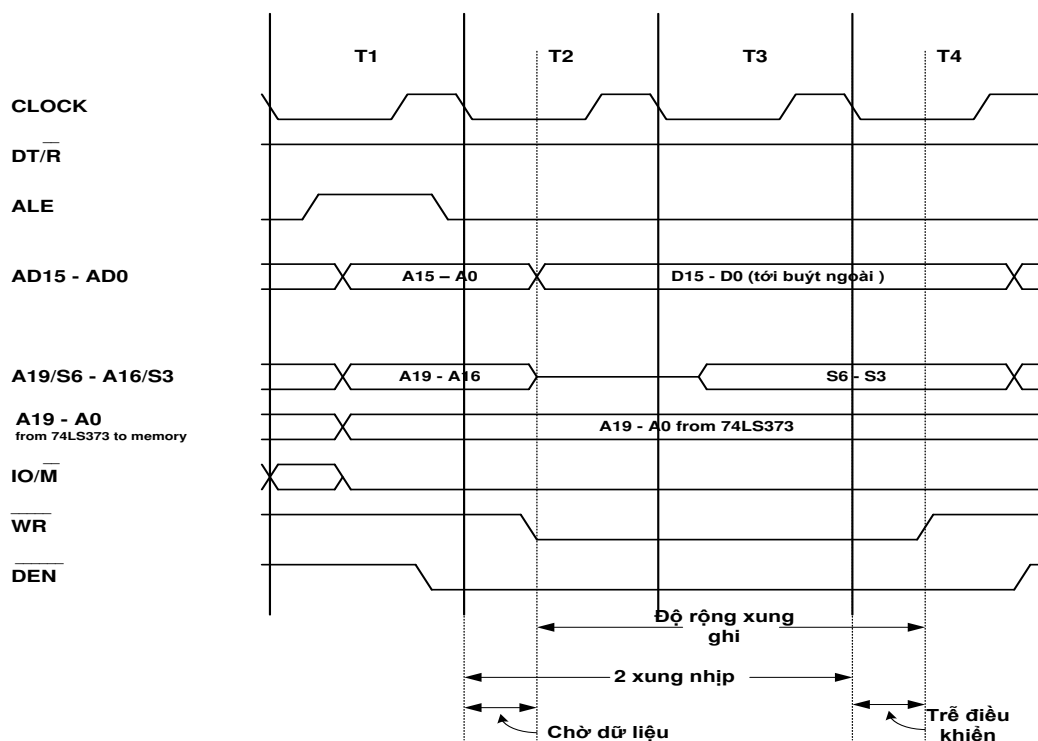 T1 T2 T3 T4
CLOCK
DT/R̅
ALE
AD15 - AD0 A15 – A0 D15 - D0 (tới buýt ngoài )
A19/S6 - A16/S3 A19 - A16 S6 - S3
A19 - A0
from 74LS373 to memory A19 - A0 from 74LS373
IO/M̅
W̅R̅
D̅E̅N̅
Độ rộng xung
ghi
2 xung nhịp
Chờ dữ liệu
Trễ điều
khiển